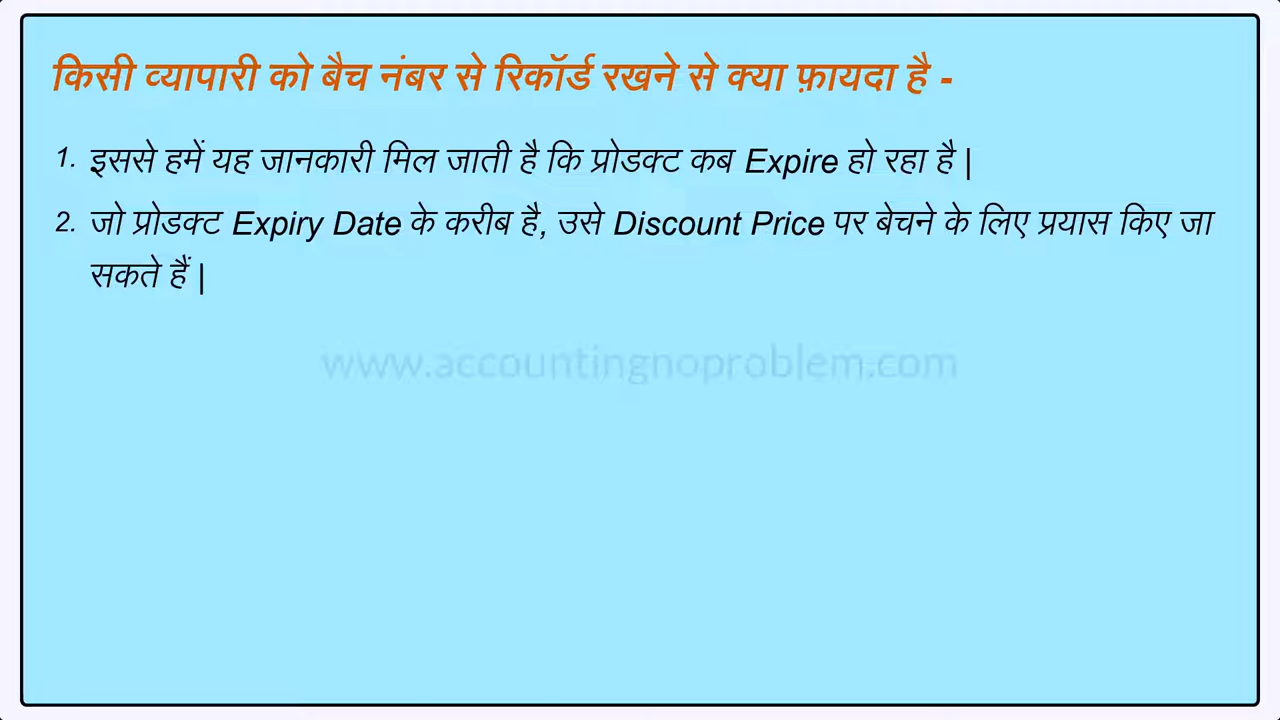 किसी व्यापारी को बैच नंबर से रिकॉर्ड रखने से क्या फ़ायदा है -
1. इससे हमें यह जानकारी मिल जाती है कि प्रोडक्ट कब Expire हो रहा है |
2. जो प्रोडक्ट Expiry Date के करीब है, उसे Discount Price पर बेचने के लिए प्रयास किए जा
सकते हैं |
www.accountingnoproblem.com